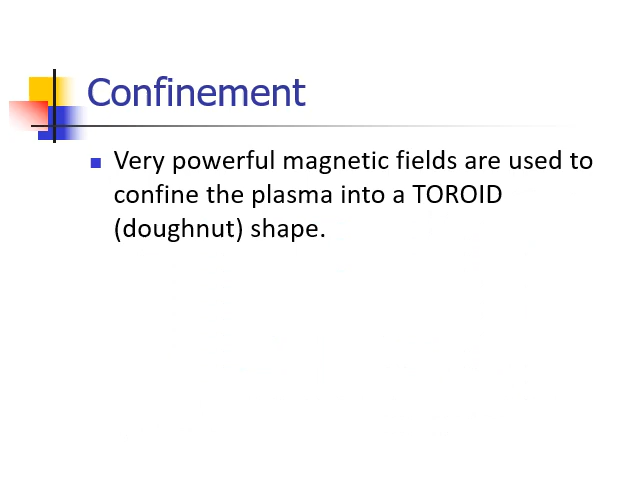 Confinement
Very powerful magnetic fields are used to
confine the plasma into a TOROID
(doughnut) shape.